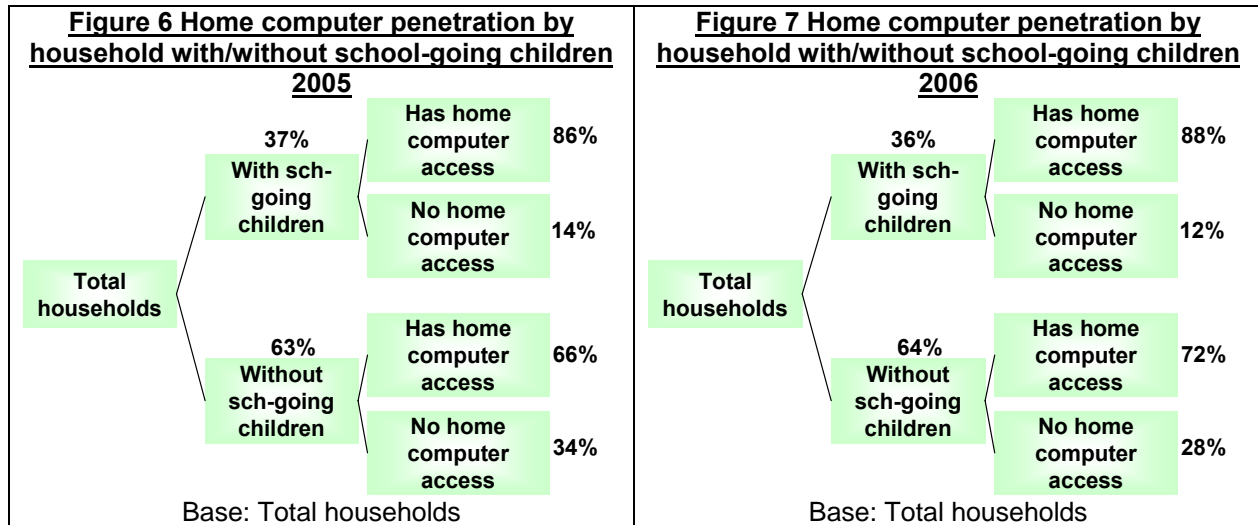 Figure 6 Home computer penetration by
household with/without school-going children
2005
Total
households
37%
With sch-
going
children
Has home
computer
access
86%
No home
computer
access
14%
63%
Without
sch-going
children
Has home
computer
access
66%
No home
computer
access
34%
Base: Total households
Figure 7 Home computer penetration by
household with/without school-going children
2006
Total
households
36%
With sch-
going
children
Has home
computer
access
88%
No home
computer
access
12%
64%
Without
sch-going
children
Has home
computer
access
72%
No home
computer
access
28%
Base: Total households